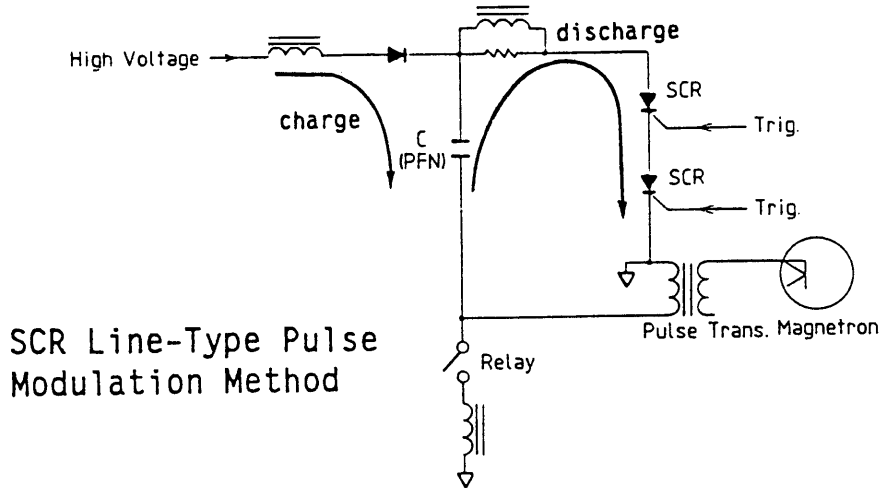 discharge
High Voltage
charge
C
(PFN)
SCR
Trig.
SCR
Trig.
Pulse Trans. Magnetron
Relay
SCR Line-Type Pulse
Modulation Method